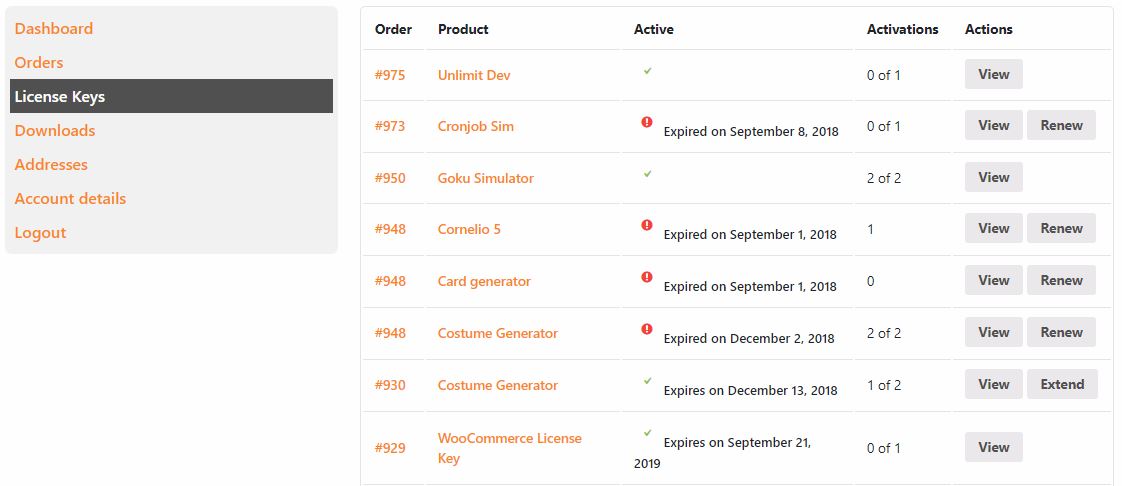 Dashboard
Orders
License Keys
Downloads
Addresses
Account details
Logout
Order Product Active Activations Actions
#975 Unlimit Dev 0 of 1 View
#973 Cronjob Sim Expired on September 8, 2018 0 of 1 View Renew
#950 Goku Simulator 2 of 2 View
#948 Cornelio 5 Expired on September 1, 2018 1 View Renew
#948 Card generator Expired on September 1, 2018 0 View Renew
#948 Costume Generator Expired on December 2, 2018 2 of 2 View Renew
#930 Costume Generator Expires on December 13, 2018 1 of 2 View Extend
#929 WooCommerce License Expires on September 21, 0 of 1 View
Key 2019